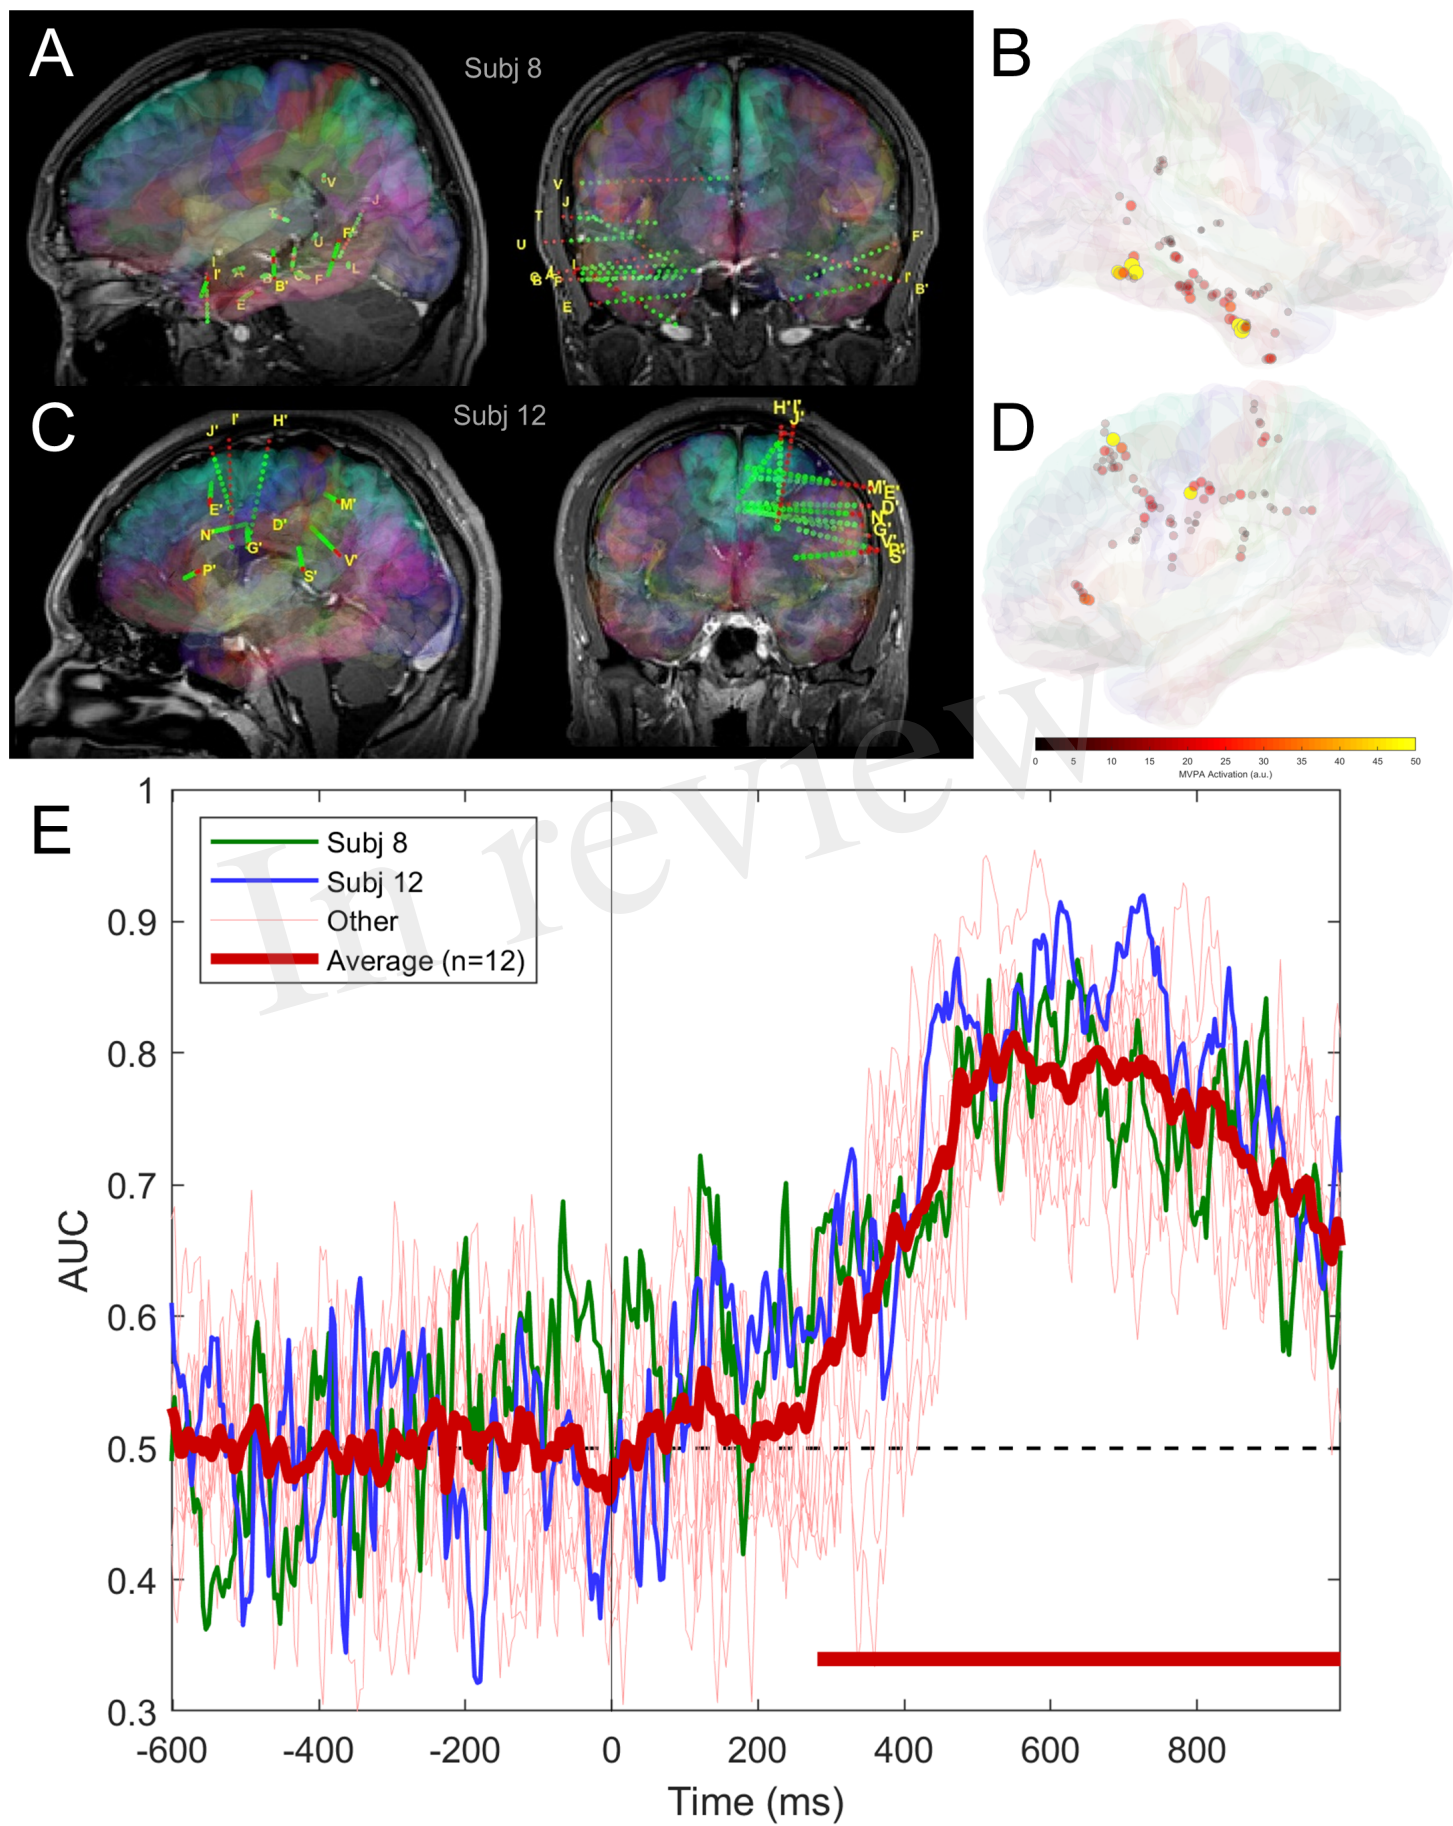 A
Subj 8
B
V
J
T
F'
U
I
I'
A
B
B'
C
F
L
E
V
J
T
U
F'
I'
B'
E
C
Subj 12
D
J'
I'
H'
E'
N'
D'
G'
M'
V'
P'
S'
H' I'
J'
M'
E'
D'
N'
G'
V'
P'
S'
0 5 10 15 20 25 30 35 40 45 50
MVPA Activation (a.u.)
In review
E
Subj 8
Subj 12
Other
Average (n=12)
1
0.9
0.8
0.7
0.6
0.5
0.4
0.3
AUC
-600 -400 -200 0 200 400 600 800
Time (ms)